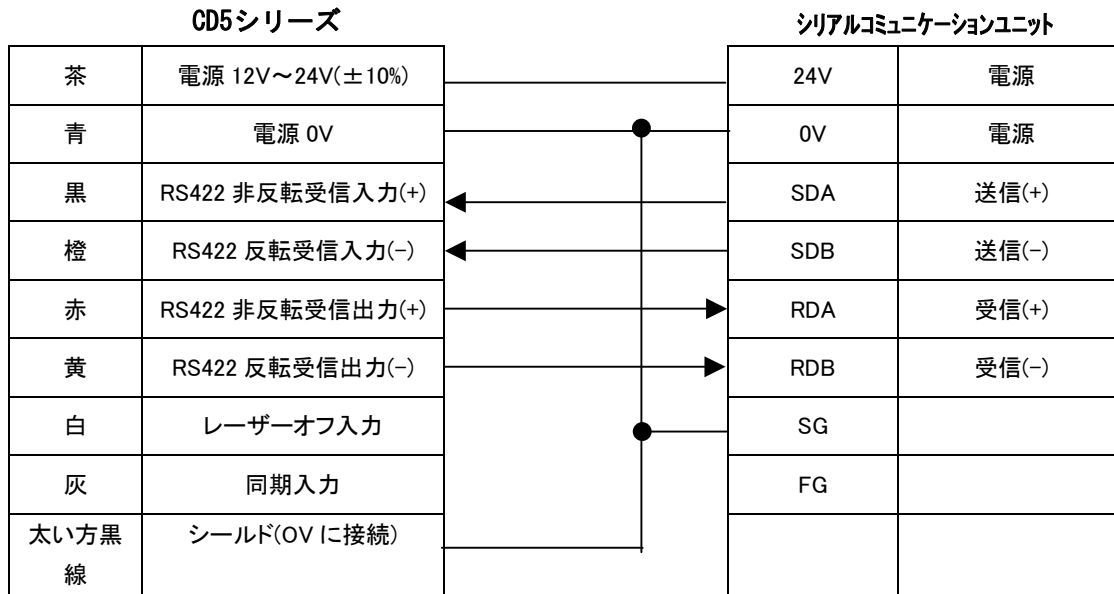 CD5シリーズ
シリアルコミュニケーションユニット
茶 電源 12V～24V(±10%) 24V 電源
青 電源 0V 0V 電源
黒 RS422 非反転受信入力(+) SDA 送信(+)
橙 RS422 反転受信入力(-) SDB 送信(-)
赤 RS422 非反転受信出力(+) RDA 受信(+)
黄 RS422 反転受信出力(-) RDB 受信(-)
白 レーザーオフ入力 SG
灰 同期入力 FG
太い方黒 シールド(0V に接続)
線